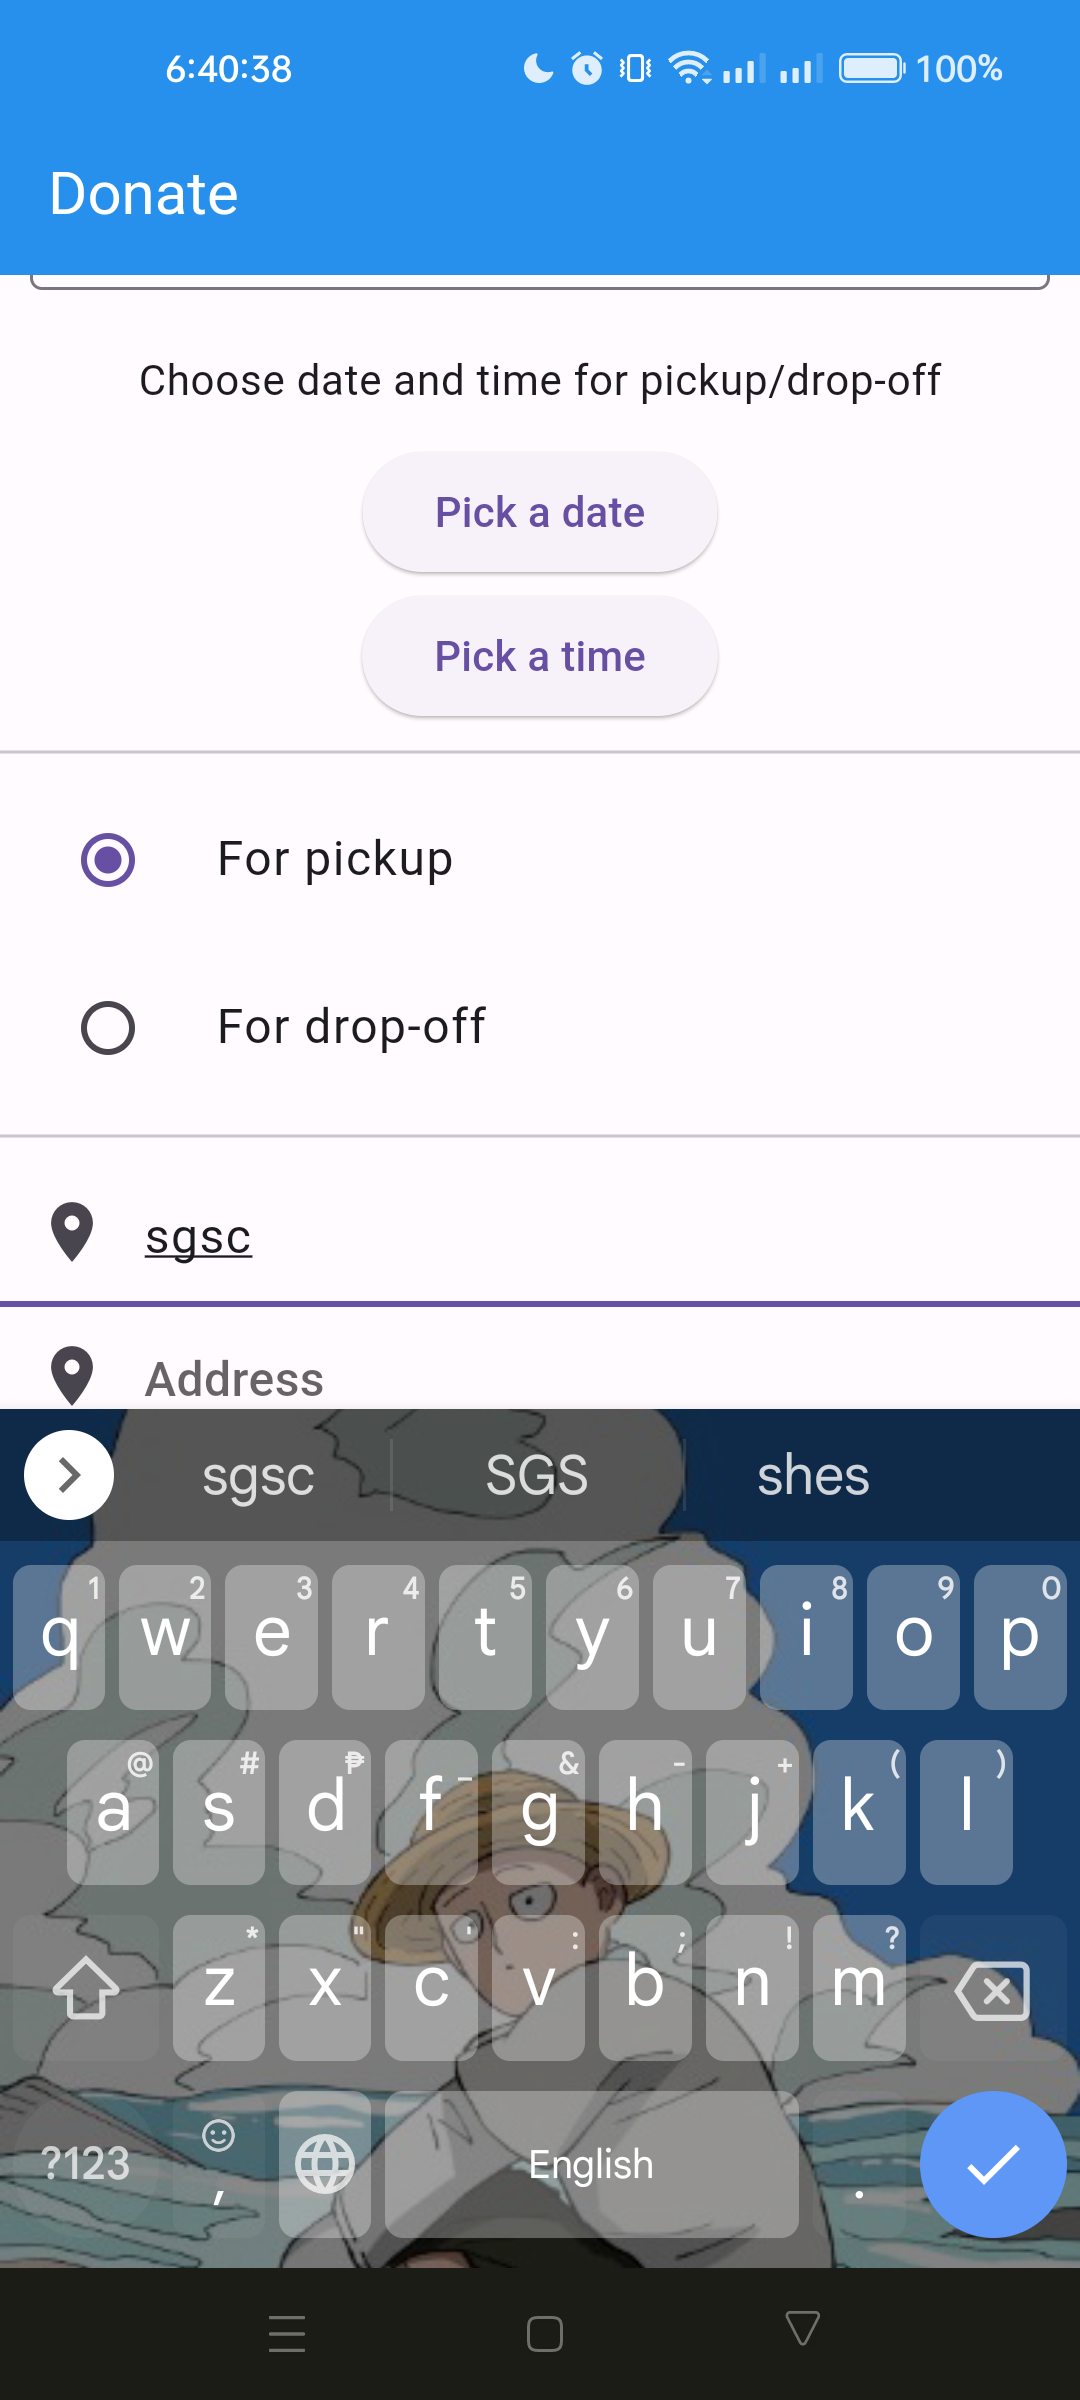 6:40:38 100%
Donate
Choose date and time for pickup/drop-off
Pick a date
Pick a time
For pickup
For drop-off
sgsc
Address
sgsc SGS shes
1 2 3 4 5 6 7 8 9 0
q w e r t y u i o p
@ # ₱ _ & - + ( )
a s d f g h j k l
* " ' : ; ! ?
z x c v b n m
?123 , English .